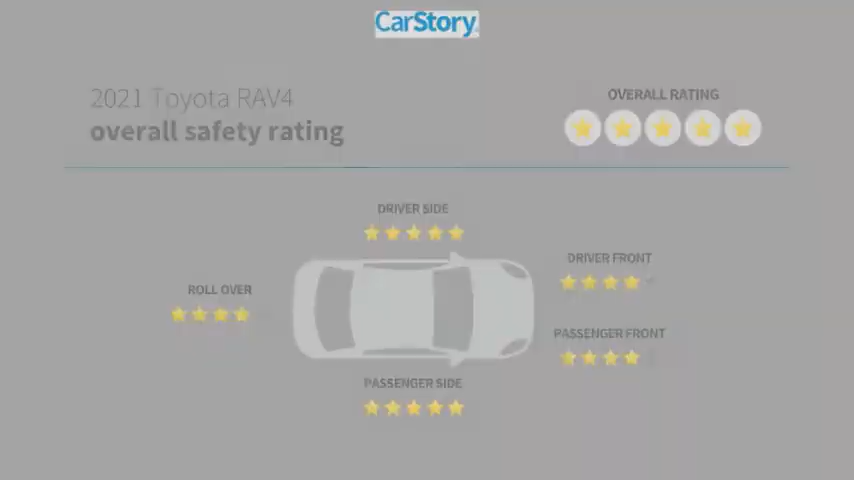 CarStory
2021 Toyota RAV4
overall safety rating
OVERALL RATING
DRIVER SIDE
DRIVER FRONT
ROLL OVER
PASSENGER FRONT
PASSENGER SIDE